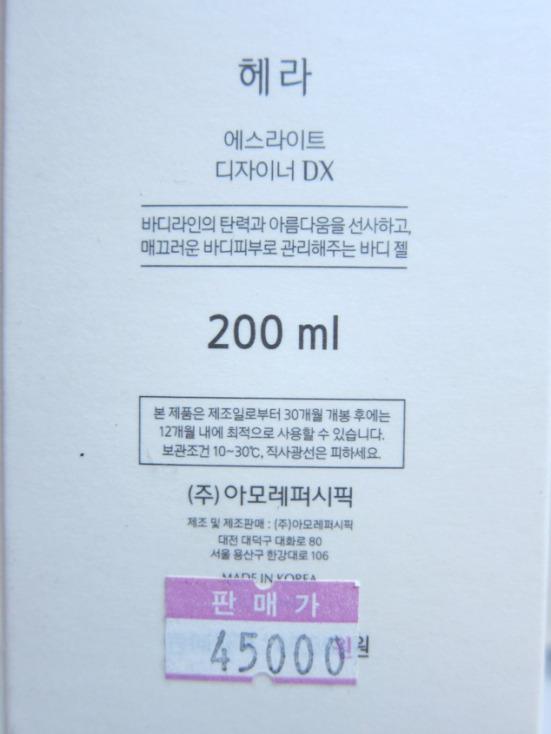 헤라
에스라이트
디자이너 DX
바디라인의 탄력과 아름다움을 선사하고,
매끄러운 바디피부로 관리해주는 바디 젤
200 ml
본 제품은 제조일로부터 30개월 개봉 후에는
12개월 내에 최적으로 사용할 수 있습니다.
보관조건 10~30℃, 직사광선은 피하세요.
(주)아모레퍼시픽
제조 및 제조판매 : (주)아모레퍼시픽
대전 대덕구 대화로 80
서울 용산구 한강대로 106
MADE IN KOREA
판매가
45000 원